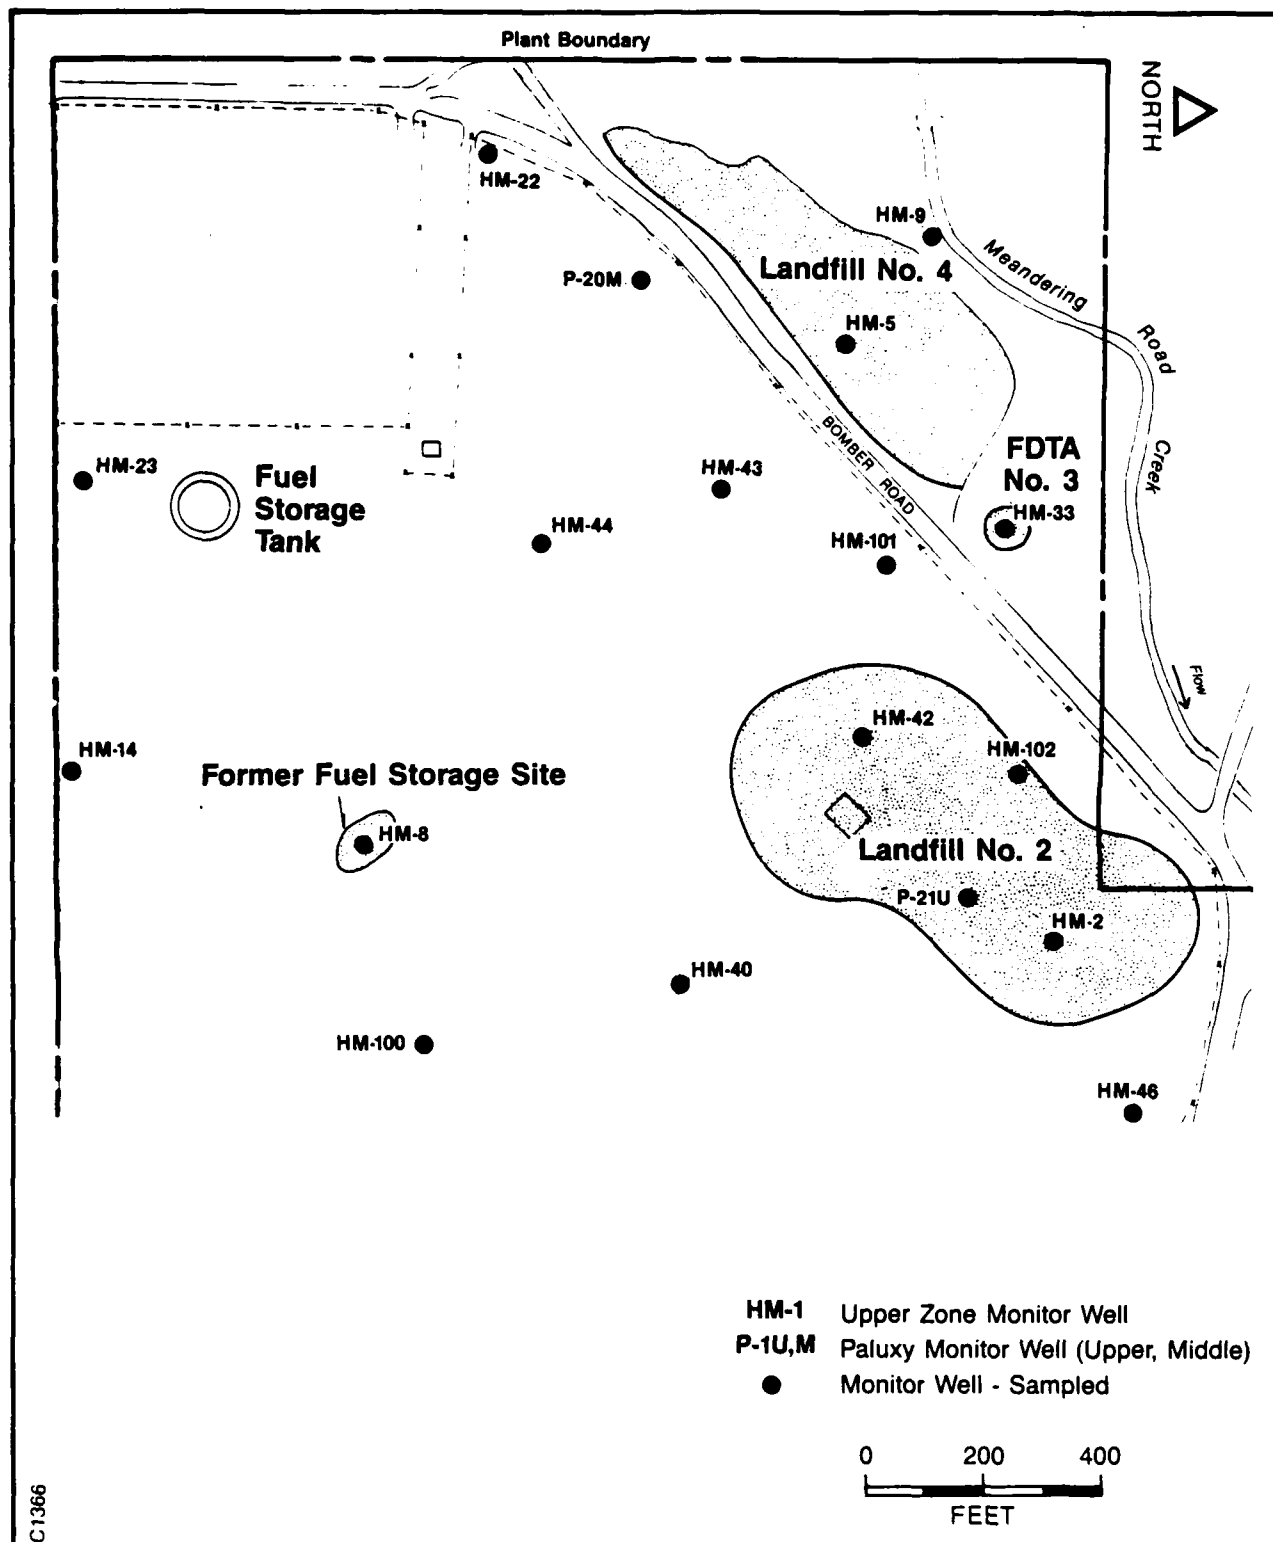 Plant Boundary
NORTH
HM-22
HM-9
Meandering Road Creek
Landfill No. 4
P-20M
HM-5
BOMBER ROAD
FDTA
No. 3
HM-33
HM-23
Fuel
Storage
Tank
HM-43
HM-44
HM-101
Flow
HM-42
HM-102
HM-14
Former Fuel Storage Site
HM-8
Landfill No. 2
P-21U
HM-2
HM-40
HM-100
HM-46
HM-1 Upper Zone Monitor Well
P-1U,M Paluxy Monitor Well (Upper, Middle)
Monitor Well - Sampled
0 200 400
FEET
C1366